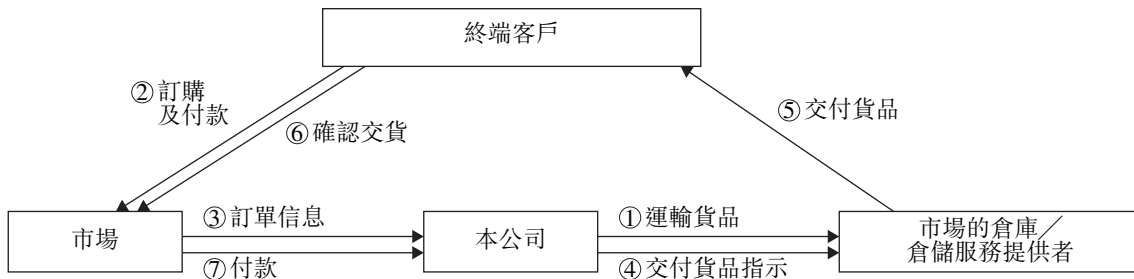 終端客戶
②訂購
及付款
⑤交付貨品
⑥確認交貨
③訂單信息
①運輸貨品
市場
本公司
市場的倉庫／
倉儲服務提供者
⑦付款
④交付貨品指示